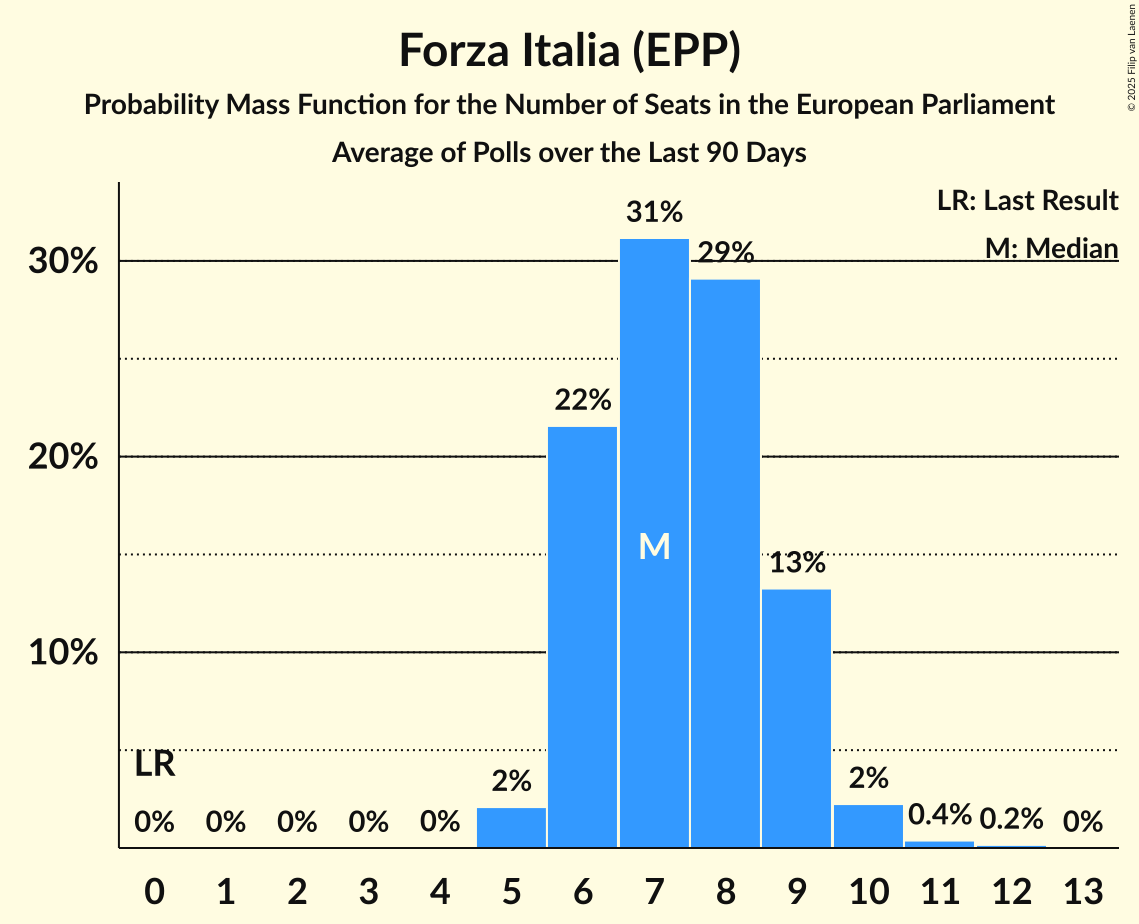 Forza Italia (EPP)
Probability Mass Function for the Number of Seats in the European Parliament
Average of Polls over the Last 90 Days
© 2025 Filip van Laenen
LR: Last Result
M: Median
31%
29%
30%
22%
20%
M
13%
10%
LR
0%
0%
0%
0%
0%
2%
2%
0.4%
0.2%
0%
0 1 2 3 4 5 6 7 8 9 10 11 12 13